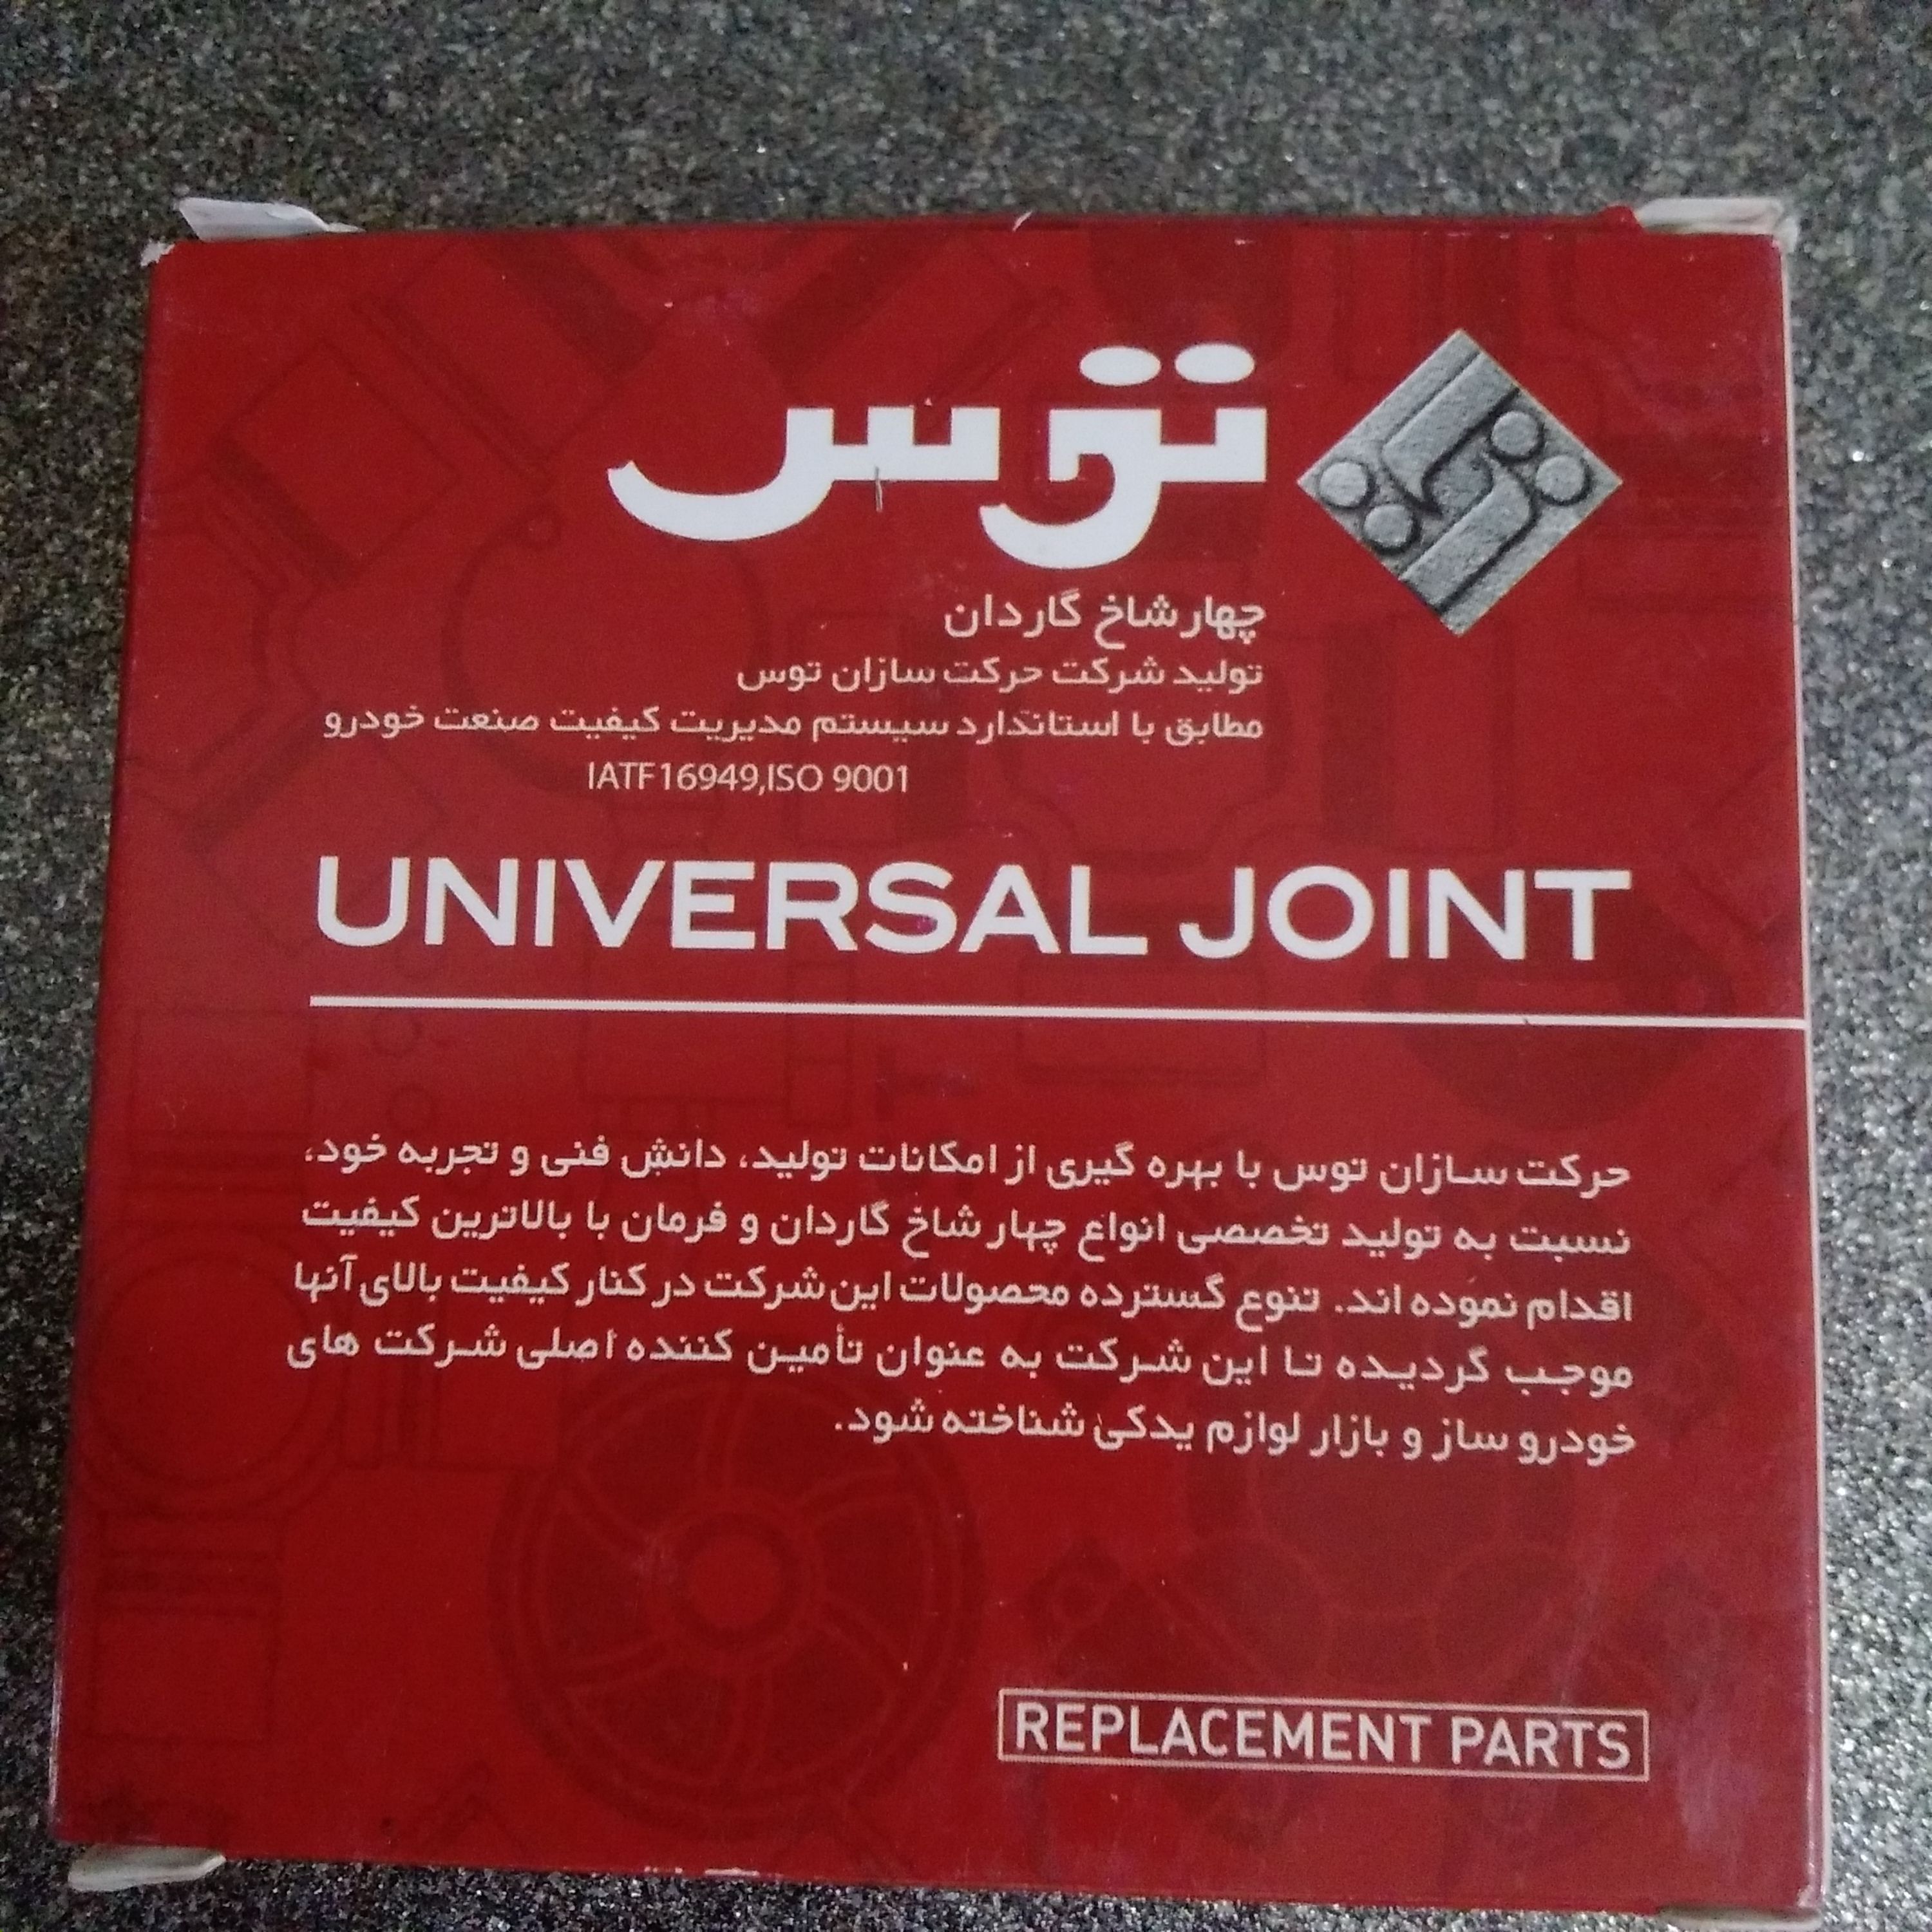 توس
چهار شاخ گاردان
تولید شرکت حرکت سازان توس
مطابق با استاندارد سیستم مدیریت کیفیت صنعت خودرو
IATF16949,ISO 9001
UNIVERSAL JOINT
حرکت سازان توس با بهره گیری از امکانات تولید، دانش فنی و تجربه خود،
نسبت به تولید تخصصی انواع چهار شاخ گاردان و فرمان با بالاترین کیفیت
اقدام نموده اند. تنوع گسترده محصولات این شرکت در کنار کیفیت بالای آنها
موجب گردیده تا این شرکت به عنوان تأمین کننده اصلی شرکت های
خودرو ساز و بازار لوازم یدکی شناخته شود.
REPLACEMENT PARTS